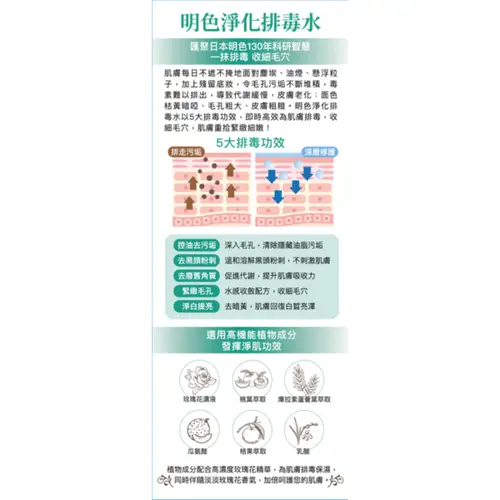 明色淨化排毒水
匯聚日本明色130年科研智慧
一抹排毒 收細毛穴
肌膚每日不遮不掩地面對塵埃、油煙、懸浮粒
子，加上殘留底妝，令毛孔污垢不斷堆積，毒
素難以排出，導致代謝緩慢，皮膚老化：面色
枯黃暗啞、毛孔粗大、皮膚粗糙。明色淨化排
毒水以5大排毒功效，即時高效為肌膚排毒，收
細毛穴，肌膚重拾緊緻細嫩！
5大排毒功效
排走污垢
深層修護
控油去污垢 深入毛孔，清除隱藏油脂污垢
去黑頭粉刺 溫和溶解黑頭粉刺，不刺激肌膚
去廢舊角質 促進代謝，提升肌膚吸收力
緊緻毛孔 水感收斂配方，收細毛穴
淨白提亮 去暗黃，肌膚回復白皙亮澤
選用高機能植物成分
發揮淨肌功效
玫瑰花濃液
桃葉萃取
庫拉索蘆薈葉萃取
瓜氨酸
梧果萃取
乳酸
植物成分配合高濃度玫瑰花精華，為肌膚排毒保濕，
同時伴隨淡淡玫瑰花香氣，加倍呵護您的肌膚。